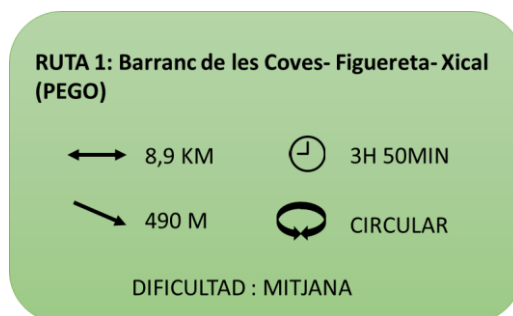 RUTA 1: Barranc de les Coves- Figuereta- Xical
(PEGO)
8,9 KM
3H 50MIN
490 M
CIRCULAR
DIFICULTAD : MITJANA